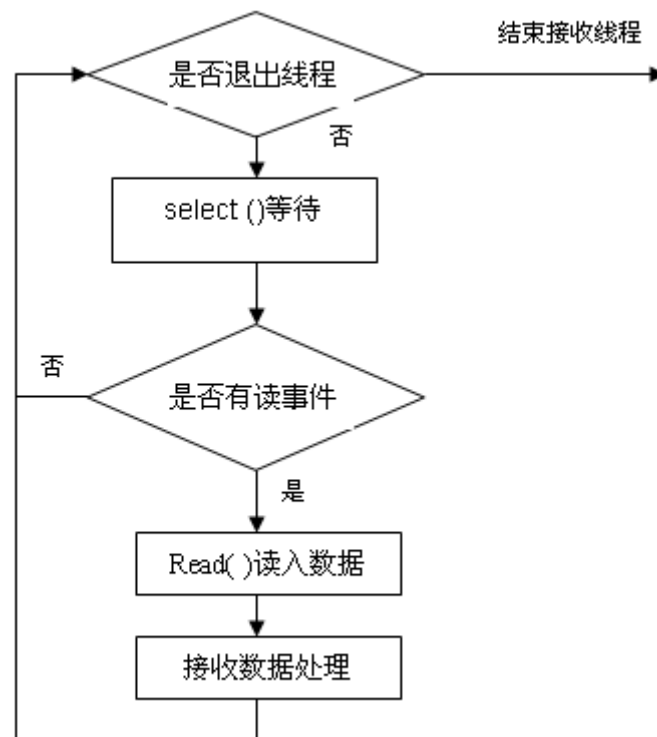 结束接收线程
是否退出线程
否
select ()等待
否
是否有读事件
是
Read( )读入数据
接收数据处理